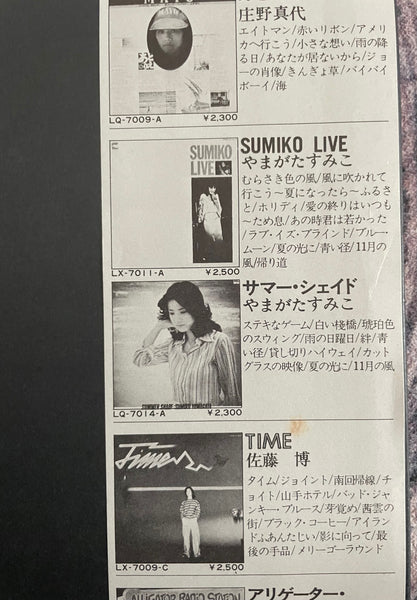 庄野真代
エイトマン/赤いリボン/アメリ
カへ行こう/小さな想い/雨の降
る日/あなたが居ないから/ジョ
ーの肖像/きんぎょ草/バイバイ
ボーイ/海
LQ-7009-A ￥2,300
SUMIKO LIVE
やまがたすみこ
SUMIKO
LIVE
むらさき色の風/風に吹かれて
行こう〜夏になったら〜ふるさ
と/ホリディ/愛の終りはいつも
〜ため息/あの時君は若かった
/ラブ・イズ・ブラインド/ブルー・
ムーン/夏の光に/青い径/11月の
風/帰り道
LX-7011-A ￥2,500
サマー・シェイド
やまがたすみこ
ステキなゲーム/白い棧橋/琥珀色
のスウィング/雨の日曜日/絆/青
い径/貸し切りハイウェイ/カット
グラスの映像/夏の光に/11月の風
SUMMER SHADE SUMIKO YAMAGATA
LQ-7014-A ￥2,300
TIME
佐藤 博
Time
タイム/ジョイント/南回帰線/チ
ョイト/山手ホテル/バッド・ジャ
ンキー・ブルース/芽覚め/茜雲の
街/ブラック・コーヒー/アイラン
ドふぁんたじい/影に向って/最
後の手品/メリーゴーラウンド
LX-7009-C ￥2,500
ALLIGATOR RADIO STATION
アリゲーター・